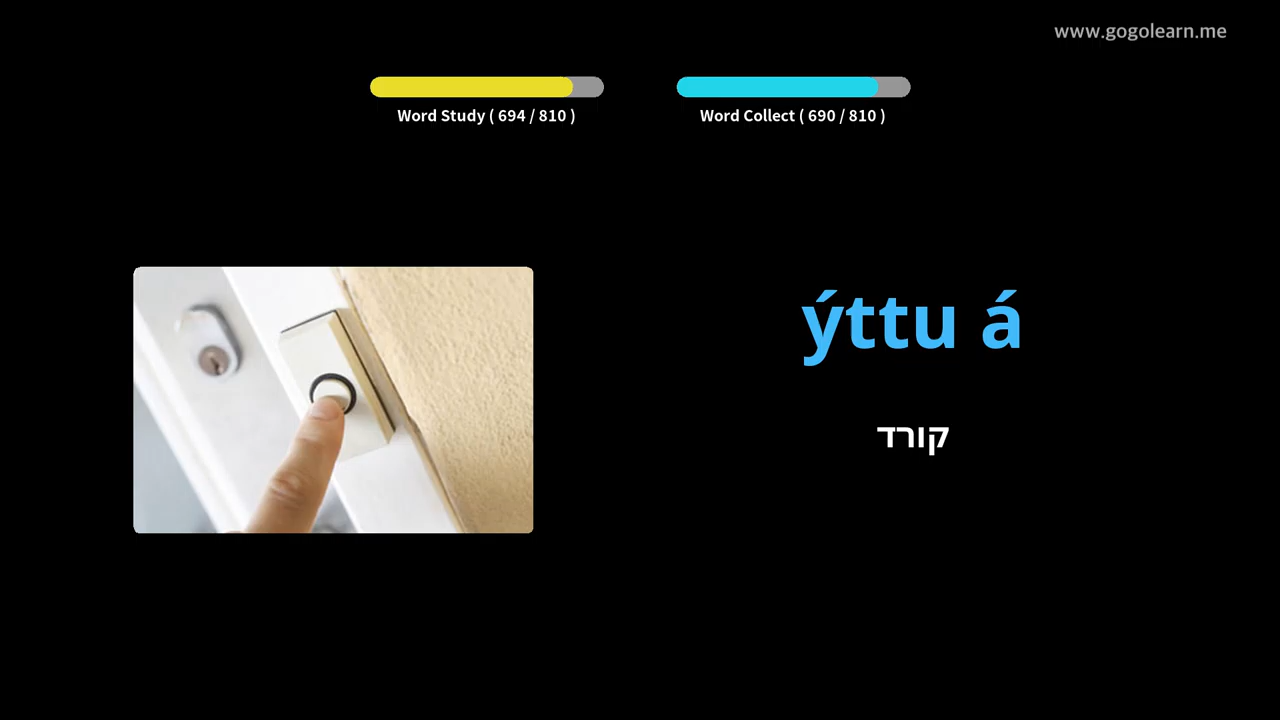 www.gogolearn.me
Word Study ( 694 / 810 )
Word Collect ( 690 / 810 )
ýttu á
קורד